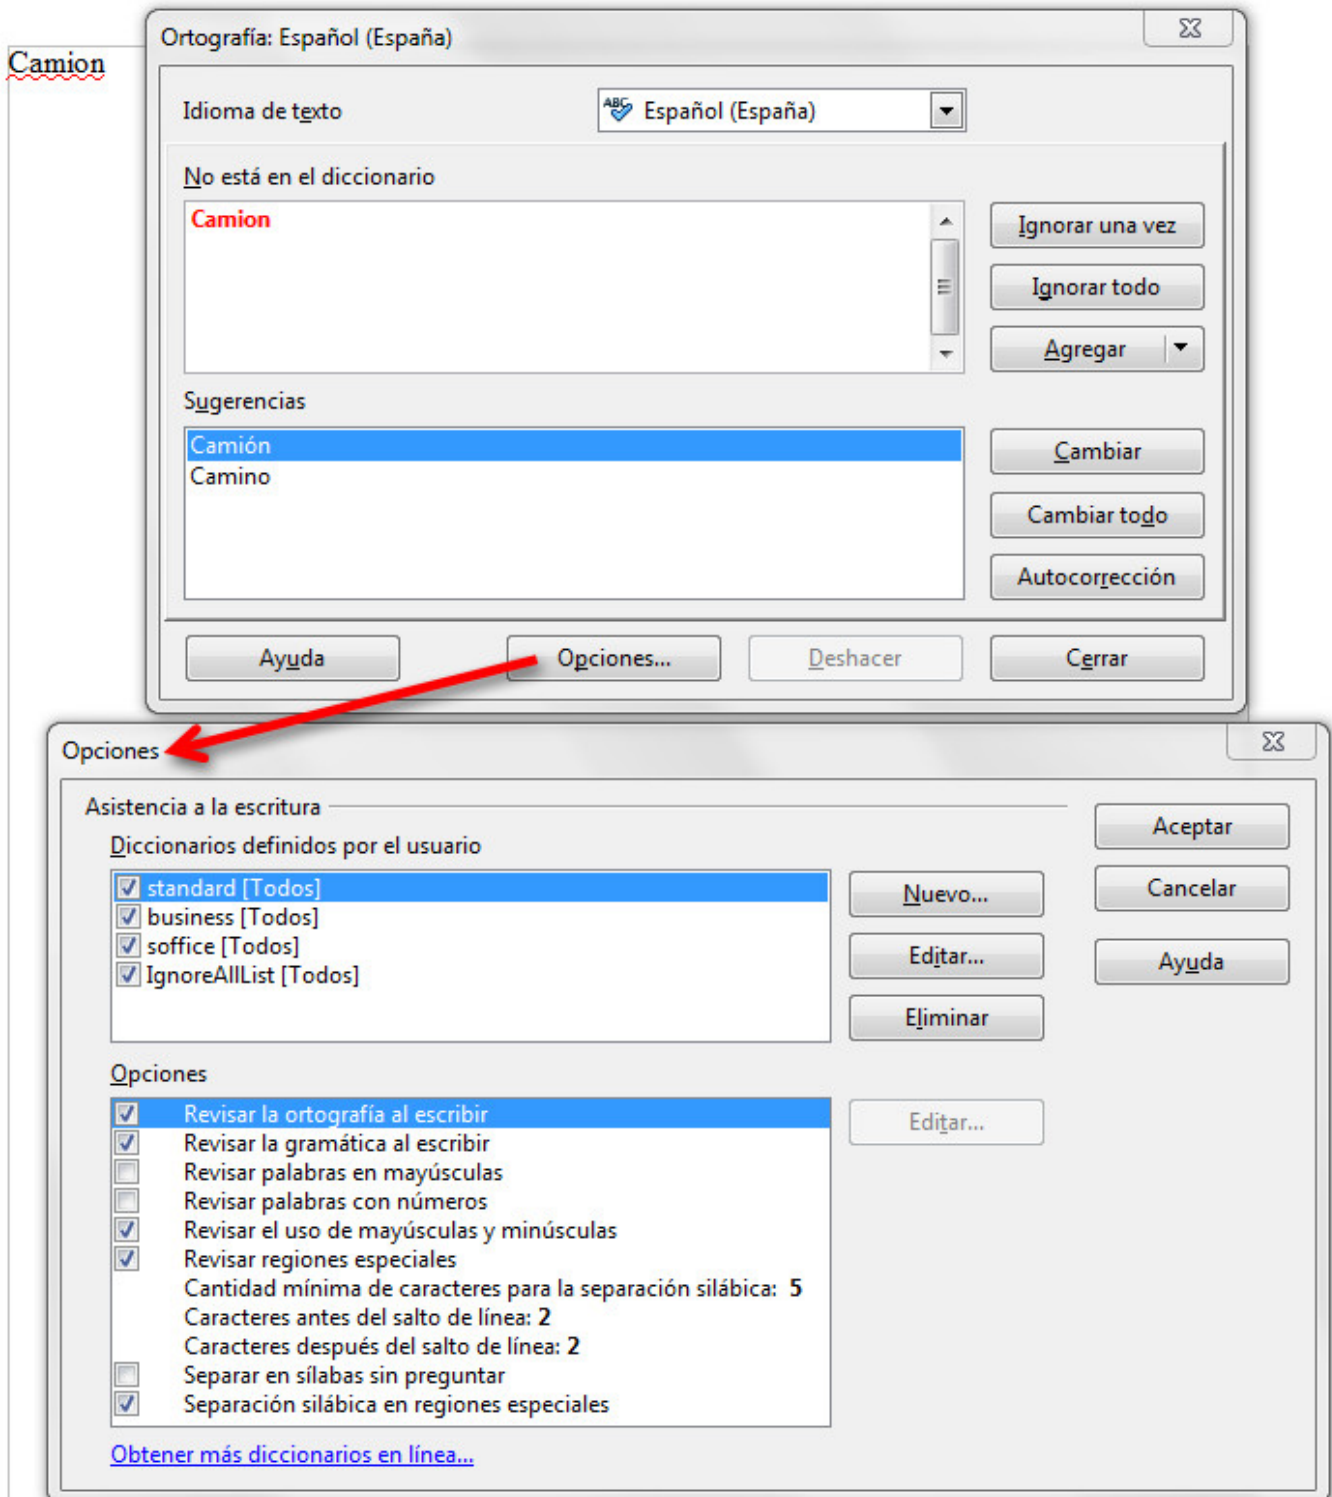 Camion
Ortografía: Español (España)
Idioma de texto
ABC Español (España)
No está en el diccionario
Camion
Ignorar una vez
Ignorar todo
Agregar
Sugerencias
Camión
Camino
Cambiar
Cambiar todo
Autocorrección
Ayuda
Opciones...
Deshacer
Cerrar
Opciones
Asistencia a la escritura
Diccionarios definidos por el usuario
standard [Todos]
business [Todos]
soffice [Todos]
IgnoreAllList [Todos]
Nuevo...
Editar...
Eliminar
Aceptar
Cancelar
Ayuda
Opciones
Revisar la ortografía al escribir
Revisar la gramática al escribir
Revisar palabras en mayúsculas
Revisar palabras con números
Revisar el uso de mayúsculas y minúsculas
Revisar regiones especiales
Cantidad mínima de caracteres para la separación silábica: 5
Caracteres antes del salto de línea: 2
Caracteres después del salto de línea: 2
Separar en sílabas sin preguntar
Separación silábica en regiones especiales
Editar...
Obtener más diccionarios en línea...